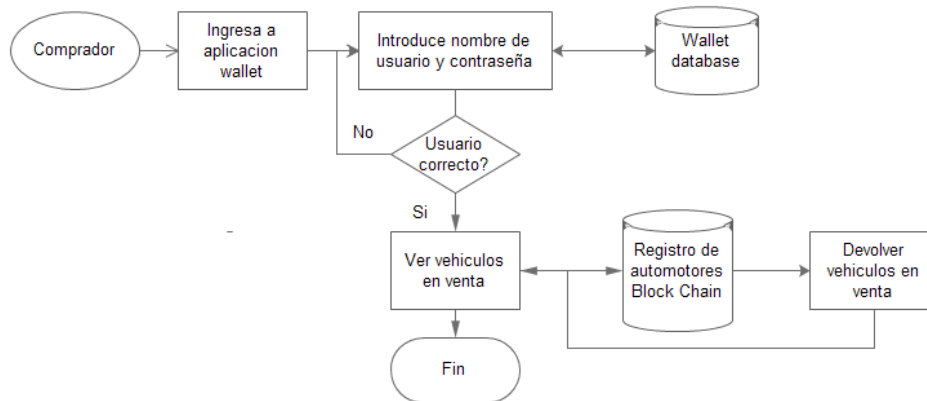 Comprador
Ingresa a
aplicacion
wallet
Introduce nombre de
usuario y contraseña
Wallet
database
No
Usuario
correcto?
Si
Ver vehiculos
en venta
Registro de
automotores
Block Chain
Devolver
vehiculos en
venta
Fin